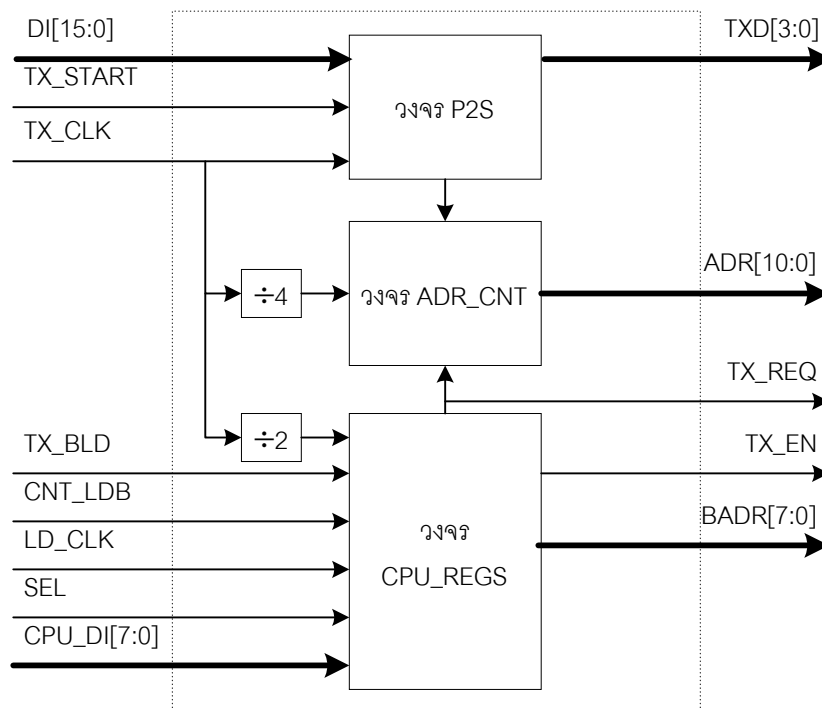 DI[15:0]
TXD[3:0]
TX_START
วงจร P2S
TX_CLK
ADR[10:0]
÷4
วงจร ADR_CNT
TX_REQ
÷2
TX_BLD
TX_EN
CNT_LDB
BADR[7:0]
LD_CLK
วงจร
CPU_REGS
SEL
CPU_DI[7:0]